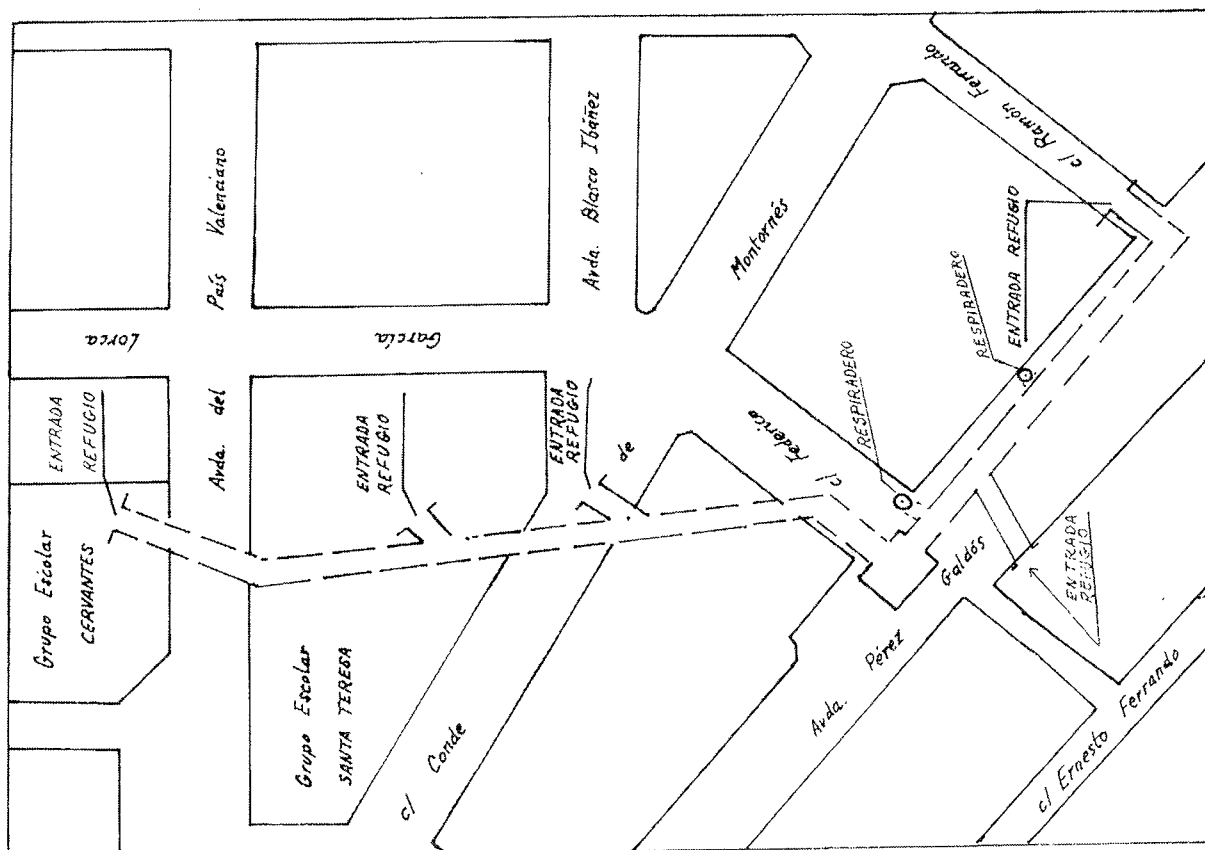 Grupo Escolar
CERVANTES
ENTRADA
REFUGIO
Lorca
Avda. del País Valenciano
Grupo Escolar
SANTA TERESA
ENTRADA
REFUGIO
García
ENTRADA
REFUGIO
Avda. Blasco Ibáñez
c/ Conde de Montornés
c/ Federico
RESPIRADERO
RESPIRADERO
ENTRADA REFUGIO
c/ Ramón Ferrando
Avda. Pérez Galdós
ENTRADA
REFUGIO
c/ Ernesto Ferrando